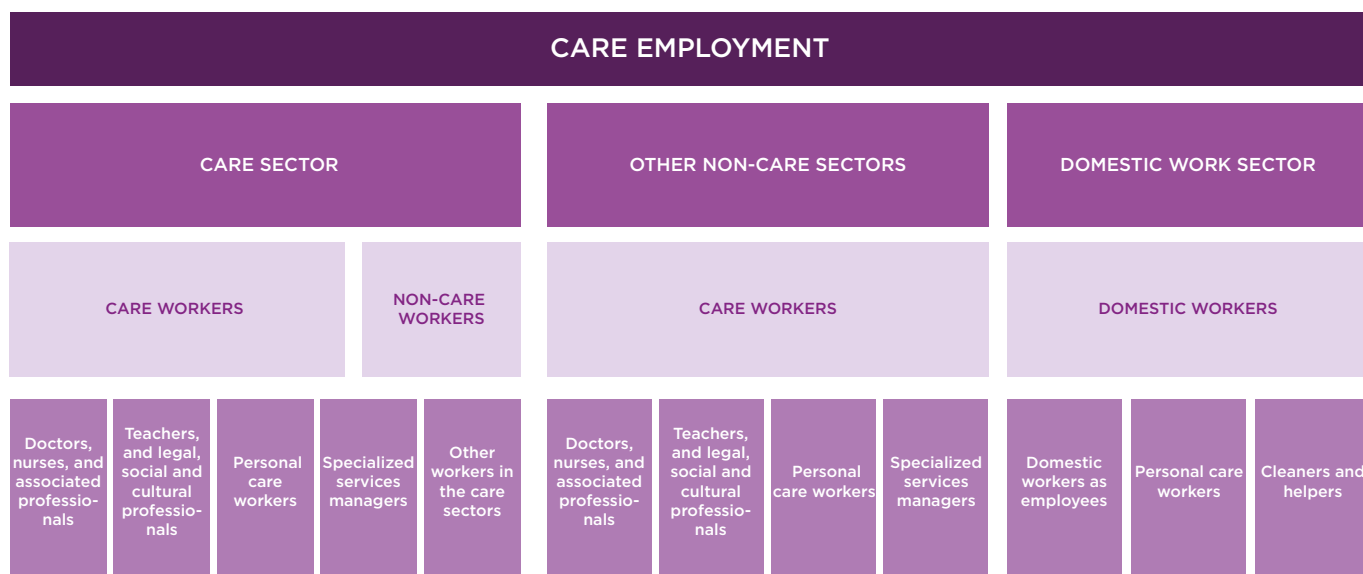 CARE EMPLOYMENT
CARE SECTOR
OTHER NON-CARE SECTORS
DOMESTIC WORK SECTOR
CARE WORKERS
NON-CARE
WORKERS
CARE WORKERS
DOMESTIC WORKERS
Doctors,
nurses, and
associated
professio-
nals
Teachers,
and legal,
social and
cultural
professio-
nals
Personal
care
workers
Specialized
services
managers
Other
workers in
the care
sectors
Doctors,
nurses, and
associated
professio-
nals
Teachers,
and legal,
social and
cultural
professio-
nals
Personal
care workers
Specialized
services
managers
Domestic
workers as
employees
Personal care
workers
Cleaners and
helpers